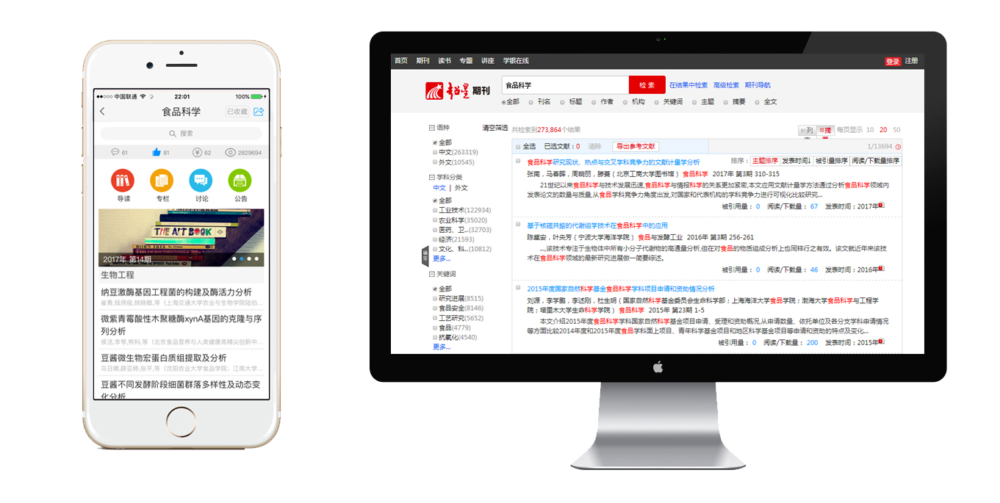 中国联通
22:01
100%
食品科学
已收藏
搜索
61
81
62
2829694
导读
专栏
讨论
公告
THE ART BOOK
2017年 第14期
生物工程
纳豆激酶基因工程菌的构建及酶活力分析
崔青,钱炳俊,姚晓敏,等（上海交通大学农业与生物学院陆伯...
微紫青霉酸性木聚糖酶xynA基因的克隆与序
列分析
侯洁,李琴,熊科,等（北京食品营养与人类健康高精尖创新中...
豆酱微生物宏蛋白质组提取及分析
乌日娜,薛亚婷,张平,等（沈阳农业大学食品学院；江南大学...
豆酱不同发酵阶段细菌群落多样性及动态变
化分析
首页 期刊 读书 专题 讲座 学银在线
登录 注册
超星 期刊
食品科学
检 索
在结果中检索 高级检索 期刊导航
全部 刊名 标题 作者 机构 关键词 主题 摘要 全文
语种 清空筛选
全部
中文(263319)
外文(10545)
学科分类
中文 | 外文
全部
工业技术(122934)
农业科学(35020)
医药、卫..(32703)
经济(21593)
文化、科..(10812)
更多...
关键词
全部
研究进展(8515)
食品安全(8146)
工艺研究(5652)
食品(4779)
抗氧化(4540)
更多...
共检索到273,864个结果
列 摘 每页显示 10 20 50
全选 已选文献：0 清除 导出参考文献
1/13694
食品科学研究现状、热点与交叉学科竞争力的文献计量学分析
排序： 主题排序 发表时间↓ 被引量排序 阅读/下载量排序
张南，马春晖，周晓丽，滕蔓（北京工商大学图书馆） 食品科学 2017年 第3期 310-315
21世纪以来食品科学与技术发展迅速,食品科学与情报科学的关系更加紧密,本文应用文献计量学方法通过分析食品科学领域内
发表论文的数量与质量,从食品学科竞争力角度出发,对国家和代表机构的学科竞争力进行可视化比较研究...
被引用量： 0 阅读/下载量： 67 发表时间：2017年
基于核磁共振的代谢组学技术在食品科学中的应用
陈黛安，叶央芳（宁波大学海洋学院） 食品与发酵工业 2016年 第3期 256-261
...,该技术专注于生物体中所有小分子代谢物的高通量分析,但在对食品的物质组成分析上也同样行之有效。该文就近年来该技
术在食品科学领域的最新研究进展做一简要综述。
被引用量： 0 阅读/下载量： 46 发表时间：2016年
2015年度国家自然科学基金食品科学学科项目申请和资助情况分析
刘源，李学鹏，李述刚，杜生明（国家自然科学基金委员会生命科学部；上海海洋大学食品学院；渤海大学食品科学与工程学
院；塔里木大学生命科学学院） 食品科学 2015年 第23期 1-5
本文介绍2015年度食品科学学科国家自然科学基金项目申请、受理和资助概况,从申请数量、依托单位及各分支学科申请情况
等方面比较2014年度和2015年度食品科学学科面上项目、青年科学基金项目和地区科学基金项目等申请和资助的特点及变化...
被引用量： 0 阅读/下载量： 200 发表时间：2015年